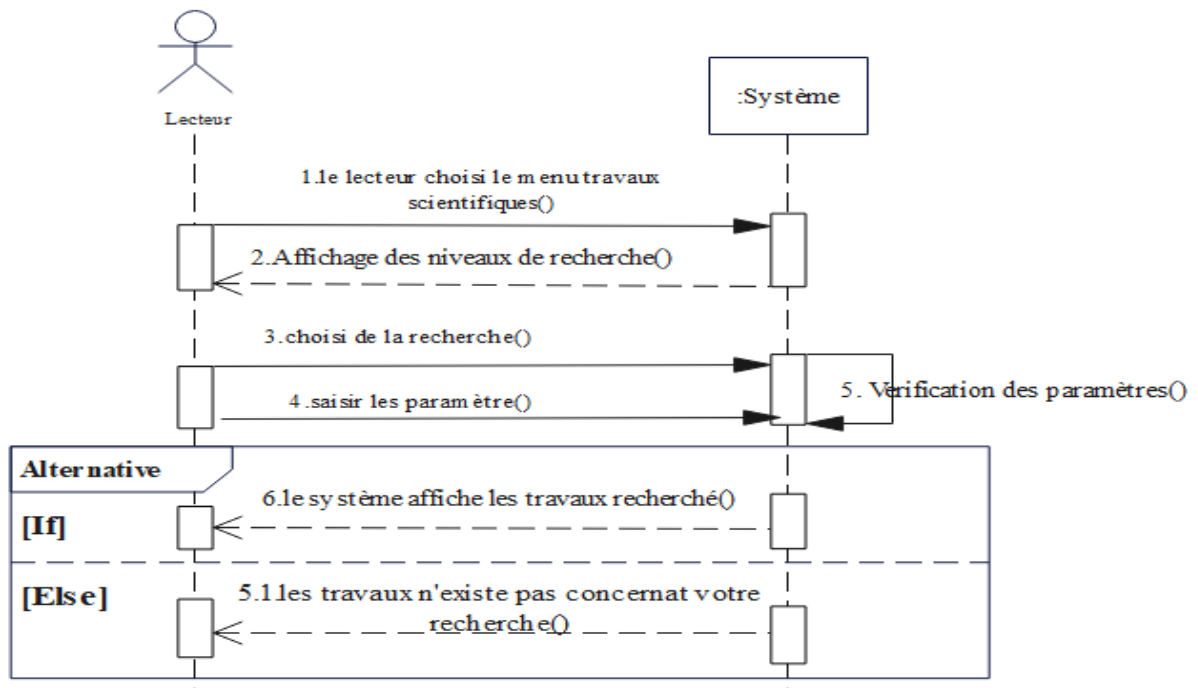 Lecteur
:Système
1.le lecteur choisi le menu travaux
scientifiques()
2.Affichage des niveaux de recherche()
3.choisi de la recherche()
4.saisir les paramètre()
5. Verification des paramètres()
Alternative
6.le système affiche les travaux recherché()
[If]
[Else]
5.1.les travaux n'existe pas concernat votre
recherche()